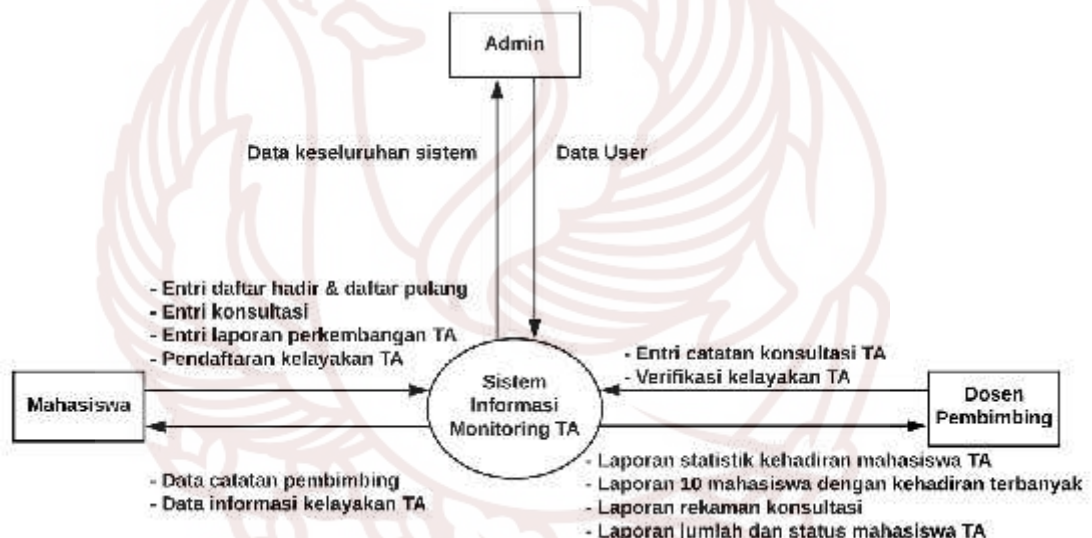 Admin
Data keseluruhan sistem
Data User
- Entri daftar hadir & daftar pulang
- Entri konsultasi
- Entri laporan perkembangan TA
- Pendaftaran kelayakan TA
- Entri catatan konsultasi TA
- Verifikasi kelayakan TA
Mahasiswa
Sistem
Informasi
Monitoring TA
Dosen
Pembimbing
- Data catatan pembimbing
- Data informasi kelayakan TA
- Laporan statistik kehadiran mahasiswa TA
- Laporan 10 mahasiswa dengan kehadiran terbanyak
- Laporan rekaman konsultasi
- Laporan jumlah dan status mahasiswa TA